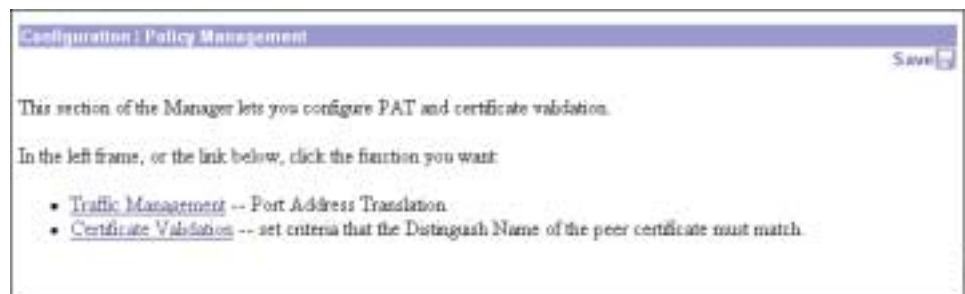 Configuration | Policy Management
Save
This section of the Manager lets you configure PAT and certificate validation.
In the left frame, or the link below, click the function you want:
• Traffic Management -- Port Address Translation
• Certificate Validation -- set criteria that the Distinguish Name of the peer certificate must match.